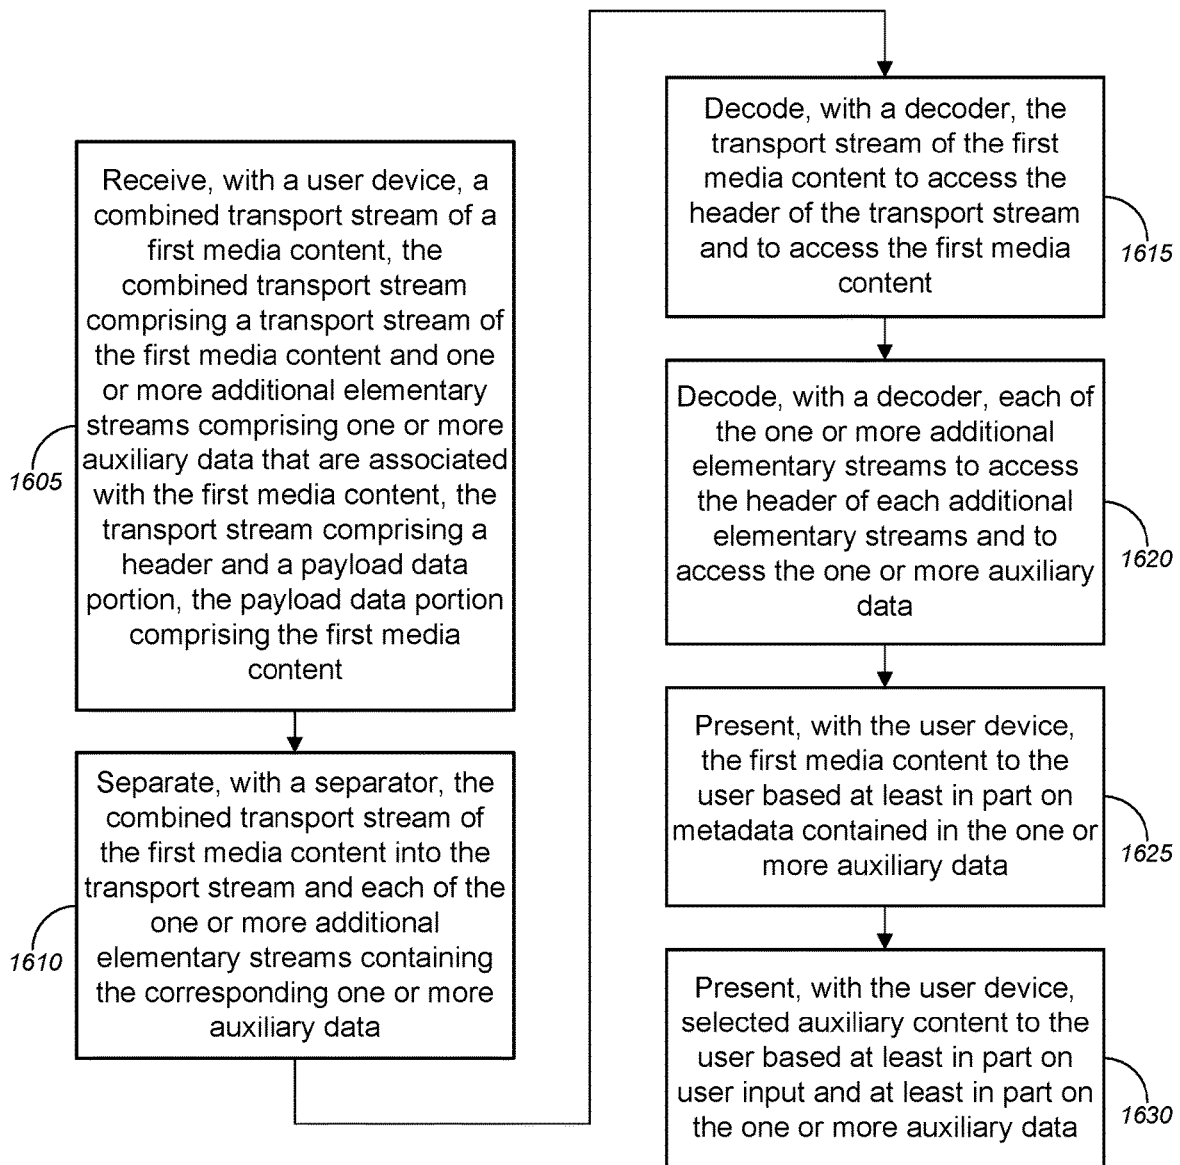 Receive, with a user device, a
combined transport stream of a
first media content, the
combined transport stream
comprising a transport stream of
the first media content and one
or more additional elementary
streams comprising one or more
auxiliary data that are associated
with the first media content, the
transport stream comprising a
header and a payload data
portion, the payload data portion
comprising the first media
content
1605
Separate, with a separator, the
combined transport stream of
the first media content into the
transport stream and each of the
one or more additional
elementary streams containing
the corresponding one or more
auxiliary data
1610
Decode, with a decoder, the
transport stream of the first
media content to access the
header of the transport stream
and to access the first media
content
1615
Decode, with a decoder, each of
the one or more additional
elementary streams to access
the header of each additional
elementary streams and to
access the one or more auxiliary
data
1620
Present, with the user device,
the first media content to the
user based at least in part on
metadata contained in the one or
more auxiliary data
1625
Present, with the user device,
selected auxiliary content to the
user based at least in part on
user input and at least in part on
the one or more auxiliary data
1630